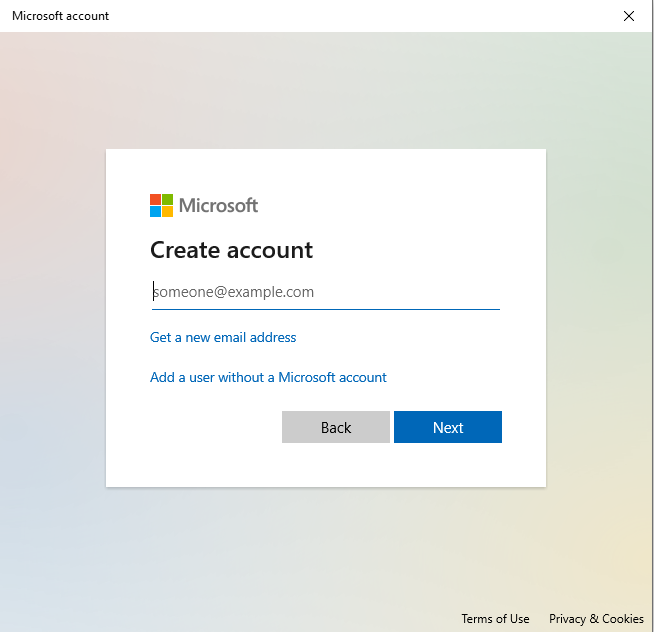 Microsoft account
Microsoft
Create account
someone@example.com
Get a new email address
Add a user without a Microsoft account
Back Next
Terms of Use Privacy & Cookies